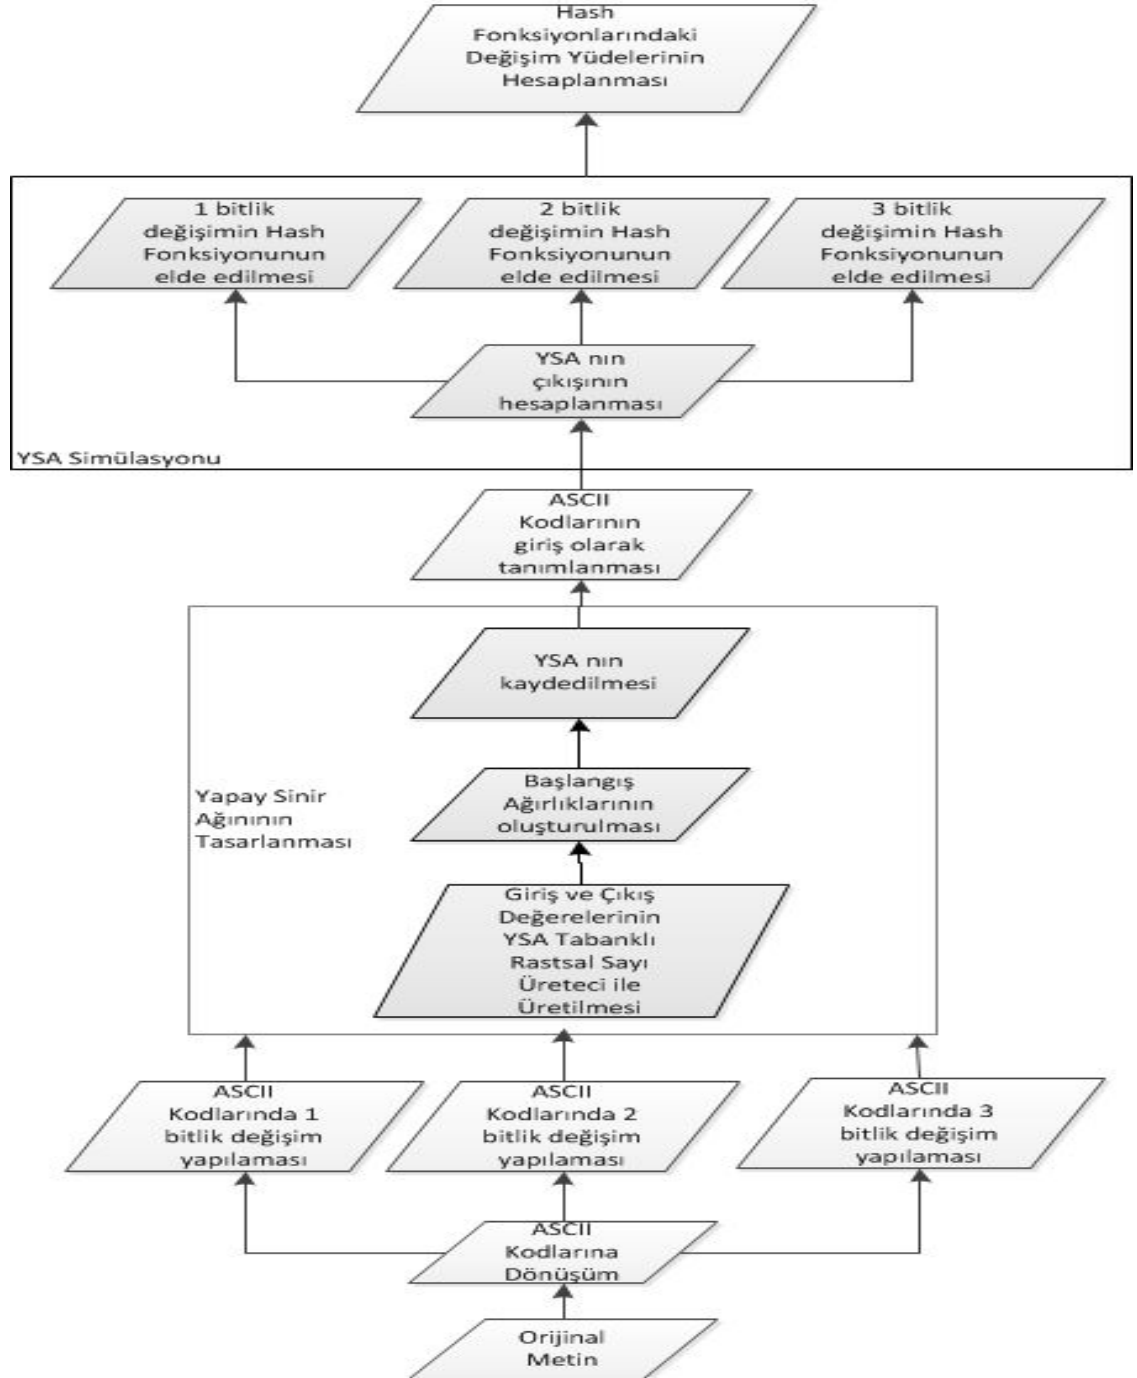 Hash
Fonksiyonlarındaki
Değişim Yüdelerinin
Hesaplanması
1 bitlik
değişimin Hash
Fonksiyonunun
elde edilmesi
2 bitlik
değişimin Hash
Fonksiyonunun
elde edilmesi
3 bitlik
değişimin Hash
Fonksiyonunun
elde edilmesi
YSA nın
çıkışının
hesaplanması
YSA Simülasyonu
ASCII
Kodlarının
giriş olarak
tanımlanması
YSA nın
kaydedilmesi
Yapay Sinir
Ağınının
Tasarlanması
Başlangış
Ağırlıklarının
oluşturulması
Giriş ve Çıkış
Değerelerinin
YSA Tabanklı
Rastsal Sayı
Üreteci ile
Üretilmesi
ASCII
Kodlarında 1
bitlik değişim
yapılaması
ASCII
Kodlarında 2
bitlik değişim
yapılaması
ASCII
Kodlarında 3
bitlik değişim
yapılaması
ASCII
Kodlarına
Dönüşüm
Orijinal
Metin